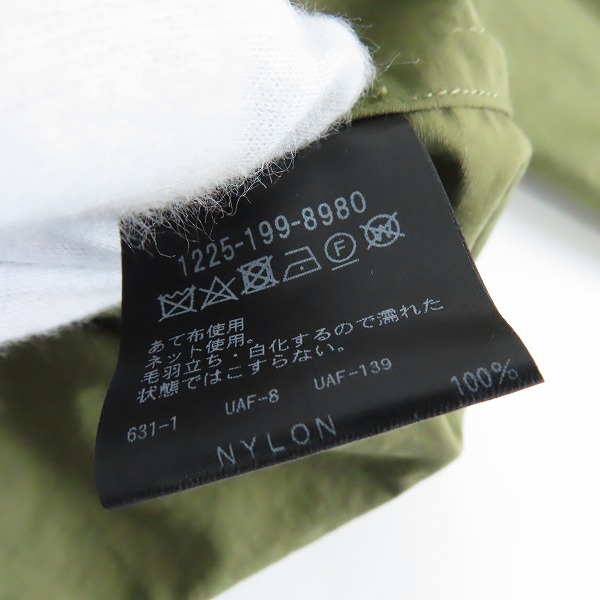 1225-199-8980
F
あて布使用
ネット使用。
毛羽立ち・白化するので濡れた
状態ではこすらない。
631-1 UAF-8 UAF-139
NYLON 100%